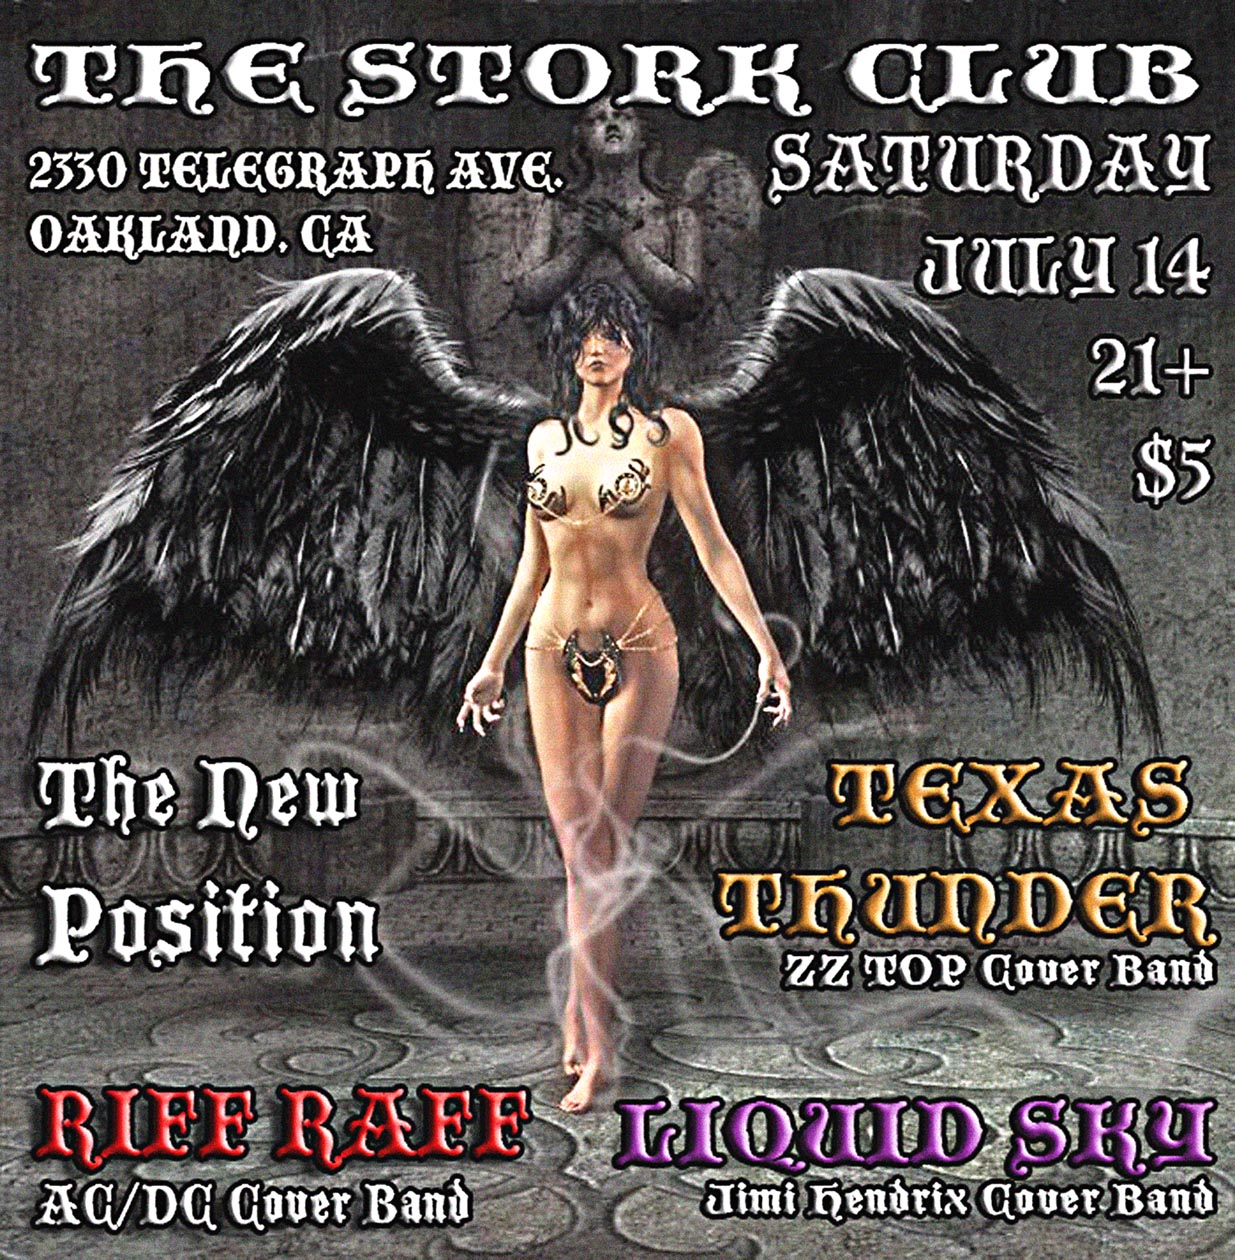 THE STORK CLUB
2330 TELEGRAPH AVE.
OAKLAND, CA
SATURDAY
JULY 14
21+
$5
The New
Position
TEXAS
THUNDER
ZZ TOP Cover Band
RIFF RAFF
AC/DC Cover Band
LIQUID SKY
Jimi Hendrix Cover Band